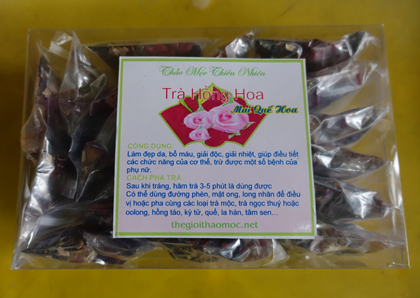 Thảo Mộc Thiên Nhiên
Trà Hồng Hoa
Mùi Quế Hoa
CÔNG DỤNG
Làm đẹp da, bổ máu, giải độc, giải nhiệt, giúp điều tiết
các chức năng của cơ thể, trừ được một số bệnh của
phụ nữ.
CÁCH PHA TRÀ
Sau khi tráng, hãm trà 3-5 phút là dùng được
Có thể dùng đường phèn, mật ong, long nhãn để điều
vị hoặc pha cùng các loại trà mộc, trà ngọc thuý hoặc
oolong, hồng táo, kỳ tử, quế, la hán, tâm sen...
thegioithaomoc.net